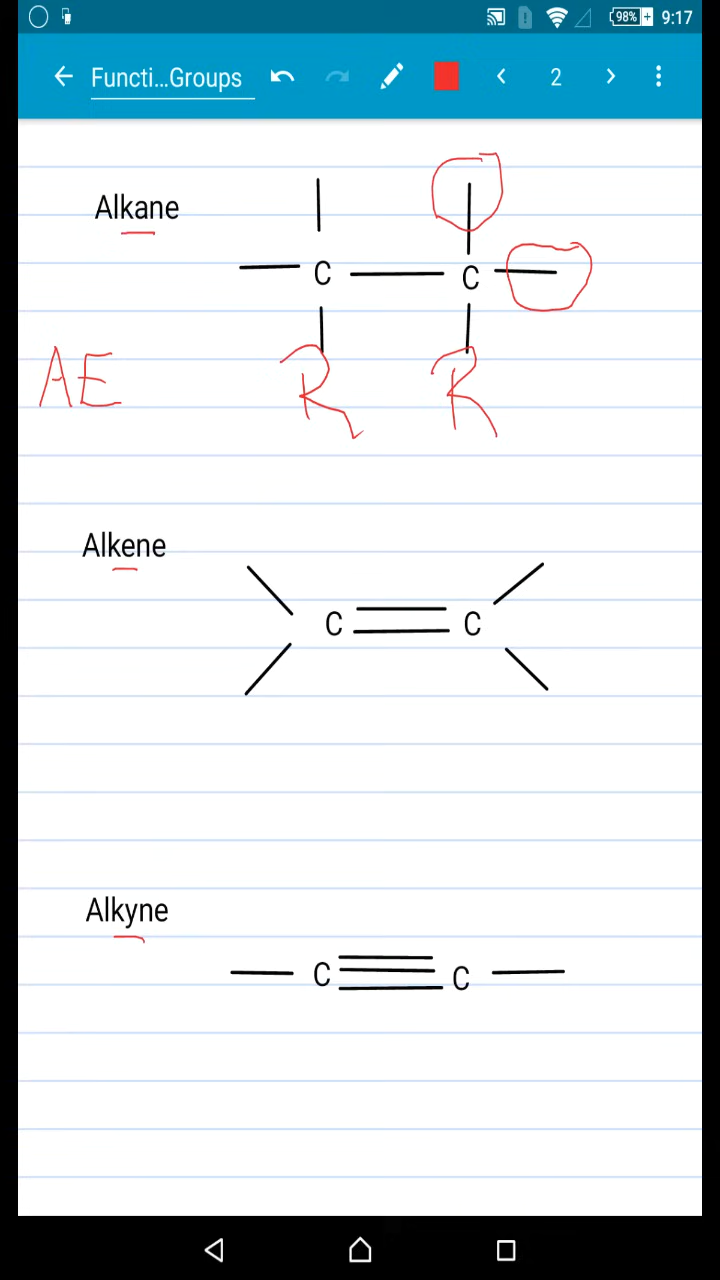 98% 9:17
Functi...Groups 2
Alkane
C C
AE R R
Alkene
C C
Alkyne
C C